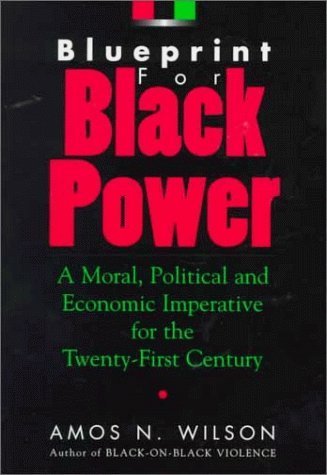 Blueprint
For
Black
Power
A Moral, Political and
Economic Imperative
for the
Twenty-First Century
AMOS N. WILSON
Author of BLACK-ON-BLACK VIOLENCE